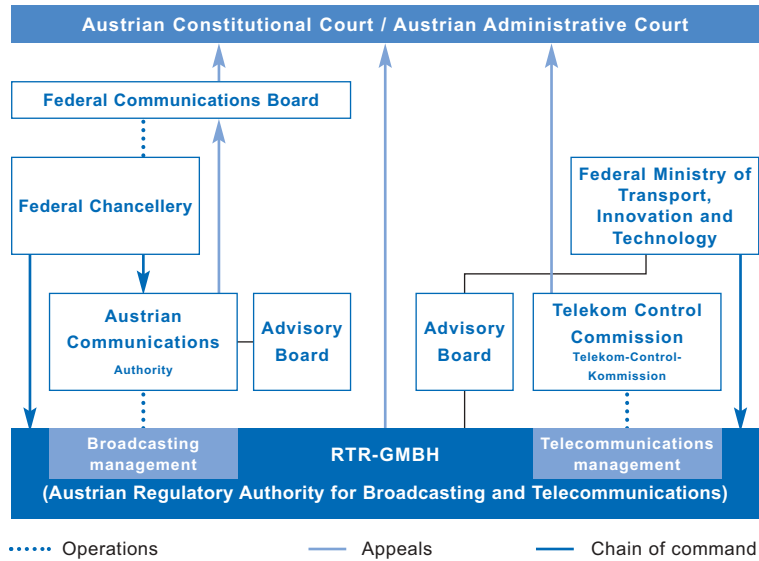 Austrian Constitutional Court / Austrian Administrative Court
Federal Communications Board
Federal Chancellery
Federal Ministry of
Transport,
Innovation and
Technology
Austrian
Communications
Authority
Advisory
Board
Advisory
Board
Telekom Control
Commission
Telekom-Control-
Kommission
Broadcasting
management
RTR-GMBH
Telecommunications
management
(Austrian Regulatory Authority for Broadcasting and Telecommunications)
Operations
Appeals
Chain of command